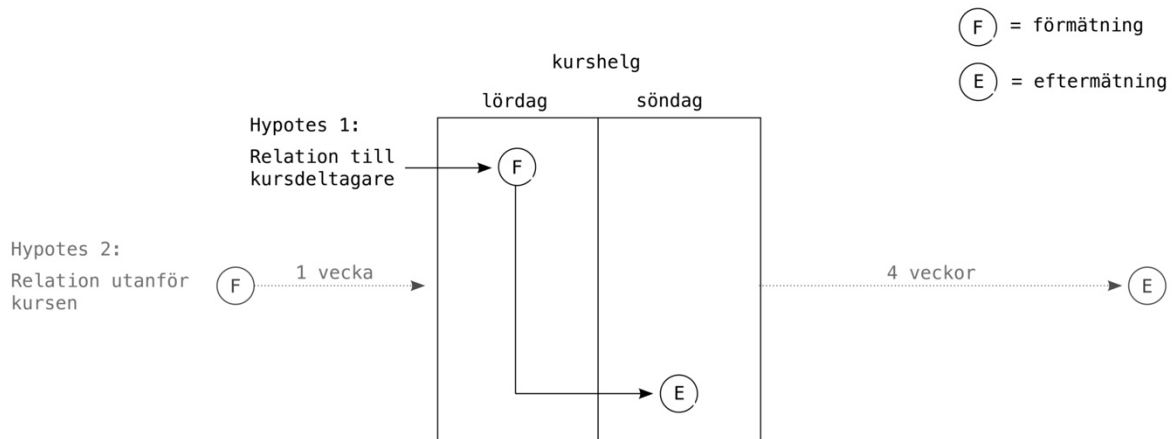 F = förmätning
E = eftermätning
kurshelg
lördag söndag
Hypotes 1:
Relation till
kursdeltagare
F
Hypotes 2:
Relation utanför
kursen
F
1 vecka
4 veckor
E
E